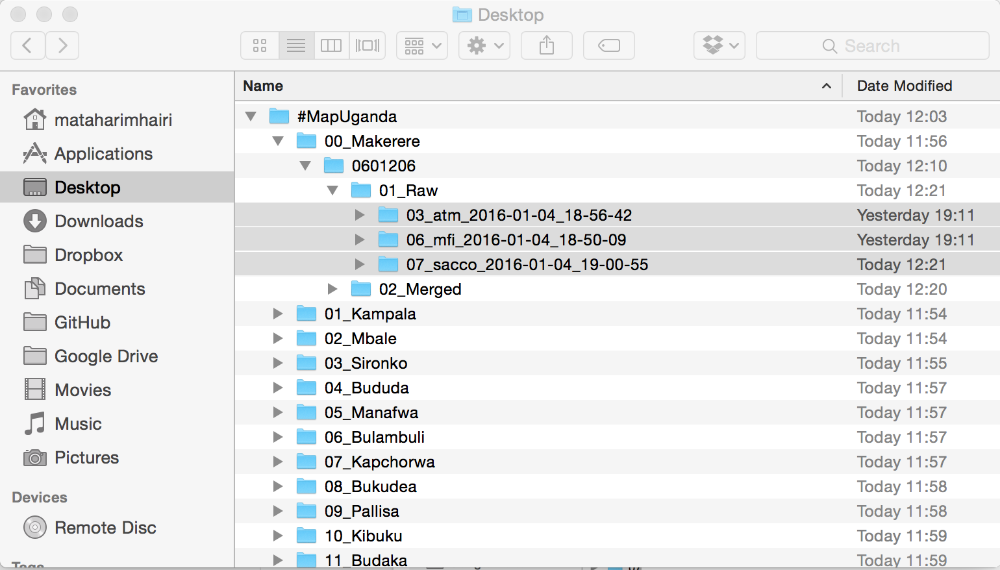 Desktop
Search
Favorites
mataharimhairi
Applications
Desktop
Downloads
Dropbox
Documents
GitHub
Google Drive
Movies
Music
Pictures
Devices
Remote Disc
Tags
Name Date Modified
#MapUganda Today 12:03
00_Makerere Today 11:56
0601206 Today 12:10
01_Raw Today 12:21
03_atm_2016-01-04_18-56-42 Yesterday 19:11
06_mfi_2016-01-04_18-50-09 Yesterday 19:11
07_sacco_2016-01-04_19-00-55 Today 12:21
02_Merged Today 12:20
01_Kampala Today 11:54
02_Mbale Today 11:54
03_Sironko Today 11:55
04_Bududa Today 11:57
05_Manafwa Today 11:57
06_Bulambuli Today 11:57
07_Kapchorwa Today 11:57
08_Bukudea Today 11:58
09_Pallisa Today 11:58
10_Kibuku Today 11:59
11_Budaka Today 11:59